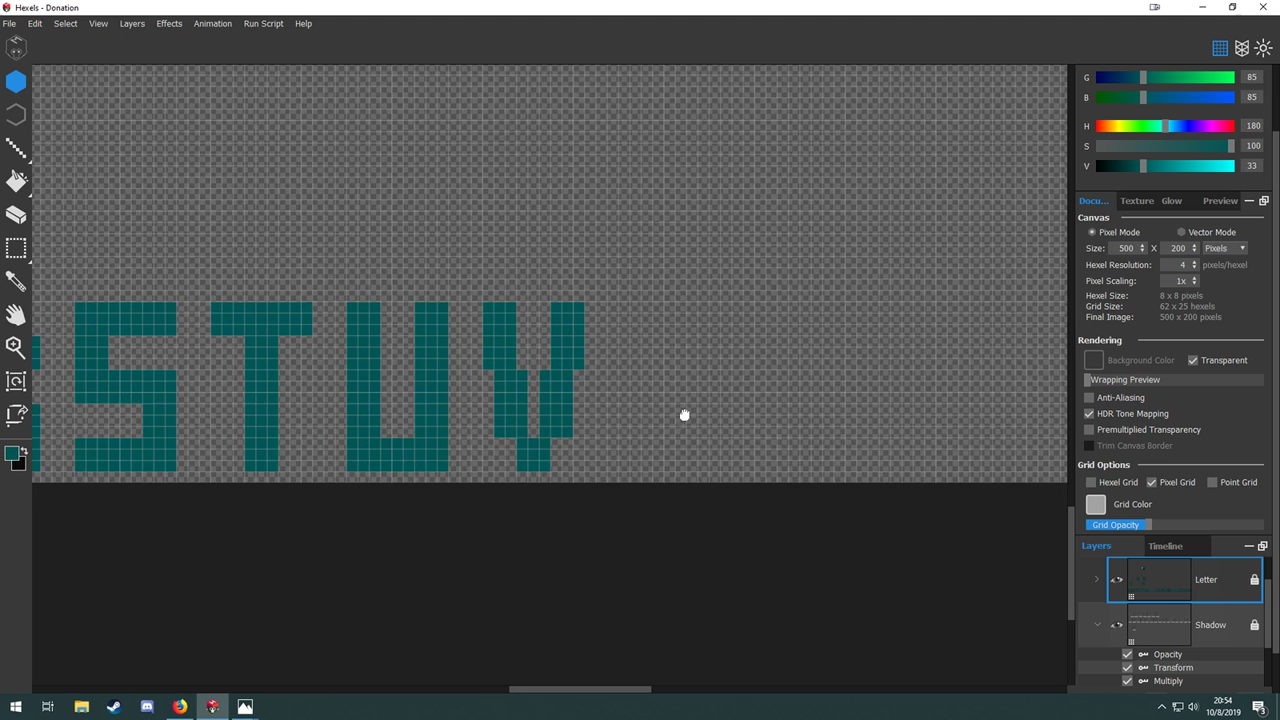 Hexels - Donation
File Edit Select View Layers Effects Animation Run Script Help
G 85
B 85
H 180
S 100
V 33
Docu... Texture Glow Preview
Canvas
Pixel Mode Vector Mode
Size: 500 X 200 Pixels
Hexel Resolution: 4 pixels/hexel
Pixel Scaling: 1x
Hexel Size: 8 x 8 pixels
Grid Size: 62 x 25 hexels
Final Image: 500 x 200 pixels
Rendering
Background Color Transparent
Wrapping Preview
Anti-Aliasing
HDR Tone Mapping
Premultiplied Transparency
Trim Canvas Border
Grid Options
Hexel Grid Pixel Grid Point Grid
Grid Color
Grid Opacity
Layers Timeline
Letter
Shadow
Opacity
Transform
Multiply
S T U V
20:54
10/8/2019
3